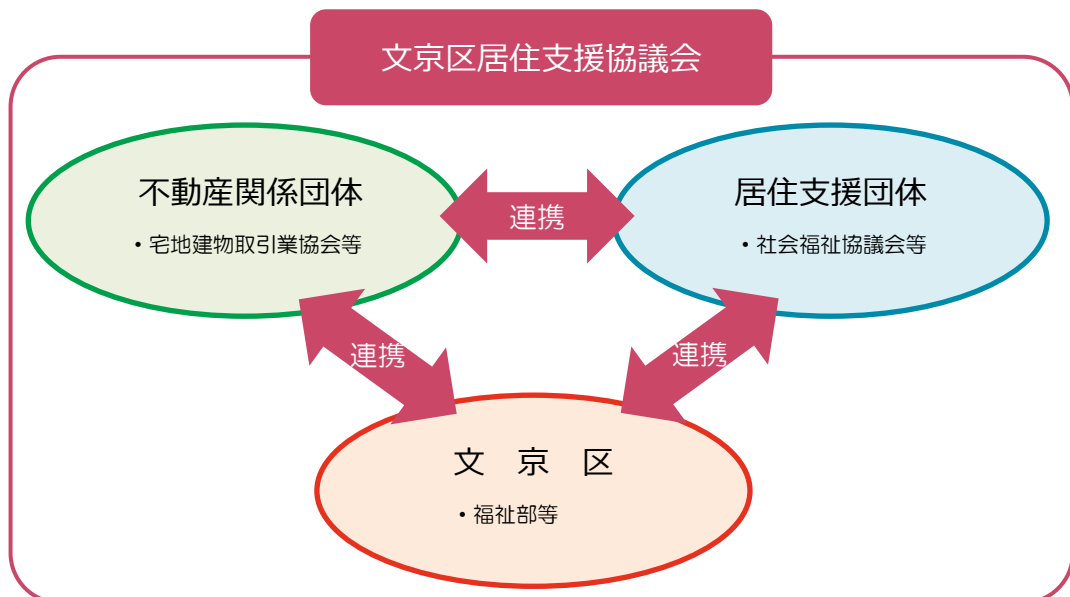 文京区居住支援協議会
不動産関係団体
・宅地建物取引業協会等
連携
居住支援団体
・社会福祉協議会等
連携
連携
文　京　区
・福祉部等